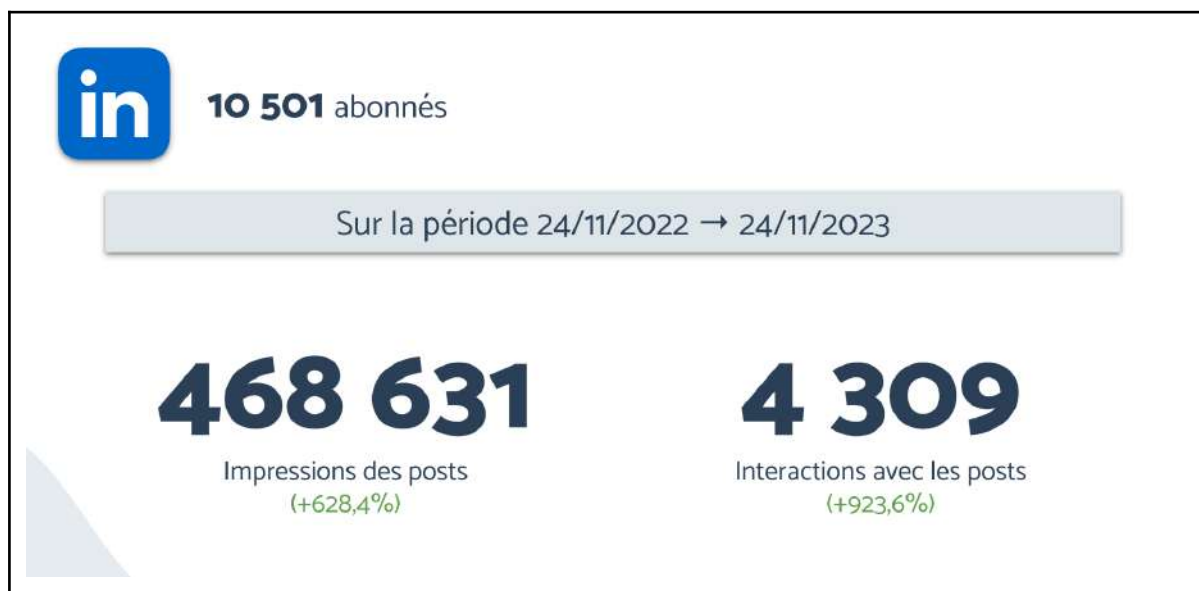 in
10 501 abonnés
Sur la période 24/11/2022 → 24/11/2023
468 631
4 309
Impressions des posts
Interactions avec les posts
(+628,4%)
(+923,6%)